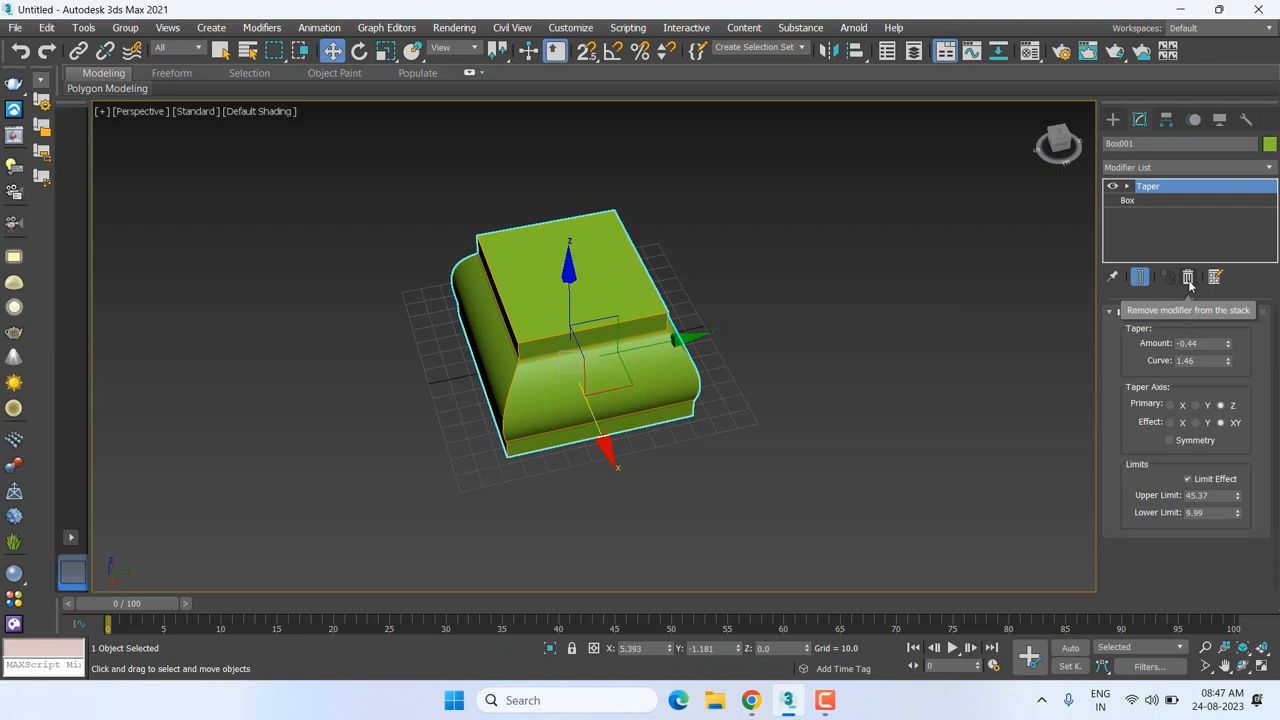 Untitled - Autodesk 3ds Max 2021
File Edit Tools Group Views Create Modifiers Animation Graph Editors Rendering Civil View Customize Scripting Interactive Content Substance Arnold Help Workspaces: Default
All View Create Selection Set
Modeling Freeform Selection Object Paint Populate
Polygon Modeling
[+] [Perspective] [Standard] [Default Shading]
Box001
Modifier List
Taper
Box
Remove modifier from the stack
Taper:
Amount: -0.44
Curve: 1.46
Taper Axis:
Primary: X Y Z
Effect: X Y XY
Symmetry
Limits
Limit Effect
Upper Limit: 45.37
Lower Limit: 9.99
z
x
0 / 100
0 5 10 15 20 25 30 35 40 45 50 55 60 65 70 75 80 85 90 95 100
1 Object Selected X: 5.393 Y: -1.181 Z: 0.0 Grid = 10.0 Auto Selected
MAXScript Mi Click and drag to select and move objects Add Time Tag 0 Set K. Filters...
Search
ENG
IN
08:47 AM
24-08-2023